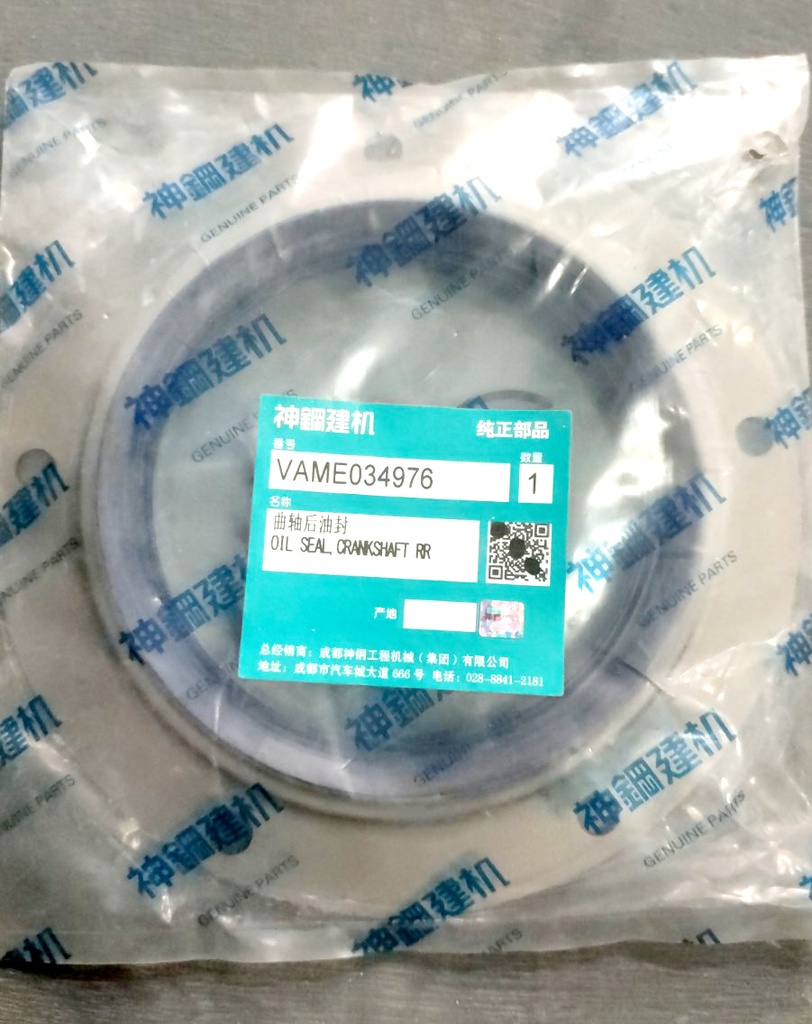 神鋼建机
GENUINE PARTS
神鋼建机 纯正部品
番号 数量
VAME034976 1
名称
曲轴后油封
OIL SEAL,CRANKSHAFT RR
产地
总经销商：成都神钢工程机械（集团）有限公司
地址：成都市汽车城大道 666 号 电话：028-8841-2181